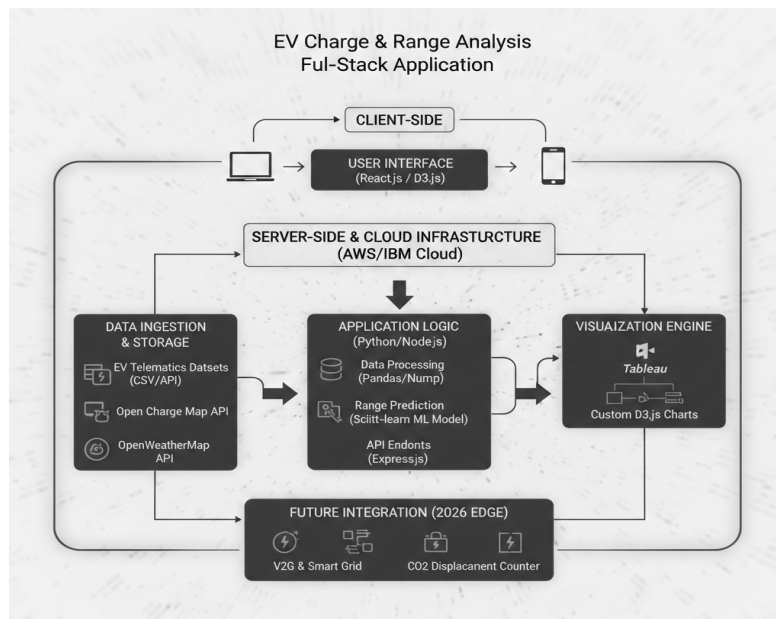 EV Charge & Range Analysis
Ful-Stack Application
CLIENT-SIDE
USER INTERFACE
(React.js / D3.js)
SERVER-SIDE & CLOUD INFRASTURCTURE
(AWS/IBM Cloud)
DATA INGESTION
& STORAGE
EV Telematics Datsets
(CSV/API)
Open Charge Map API
OpenWeatherMap
API
APPLICATION LOGIC
(Python/Node.js)
Data Processing
(Pandas/Nump)
Range Prediction
(Sciitt-learn ML Model)
API Endonts
(Express.js)
VISUAIZATION ENGINE
Tableau
Custom D3.js Charts
FUTURE INTEGRATION (2026 EDGE)
V2G & Smart Grid
CO2 Displacanent Counter